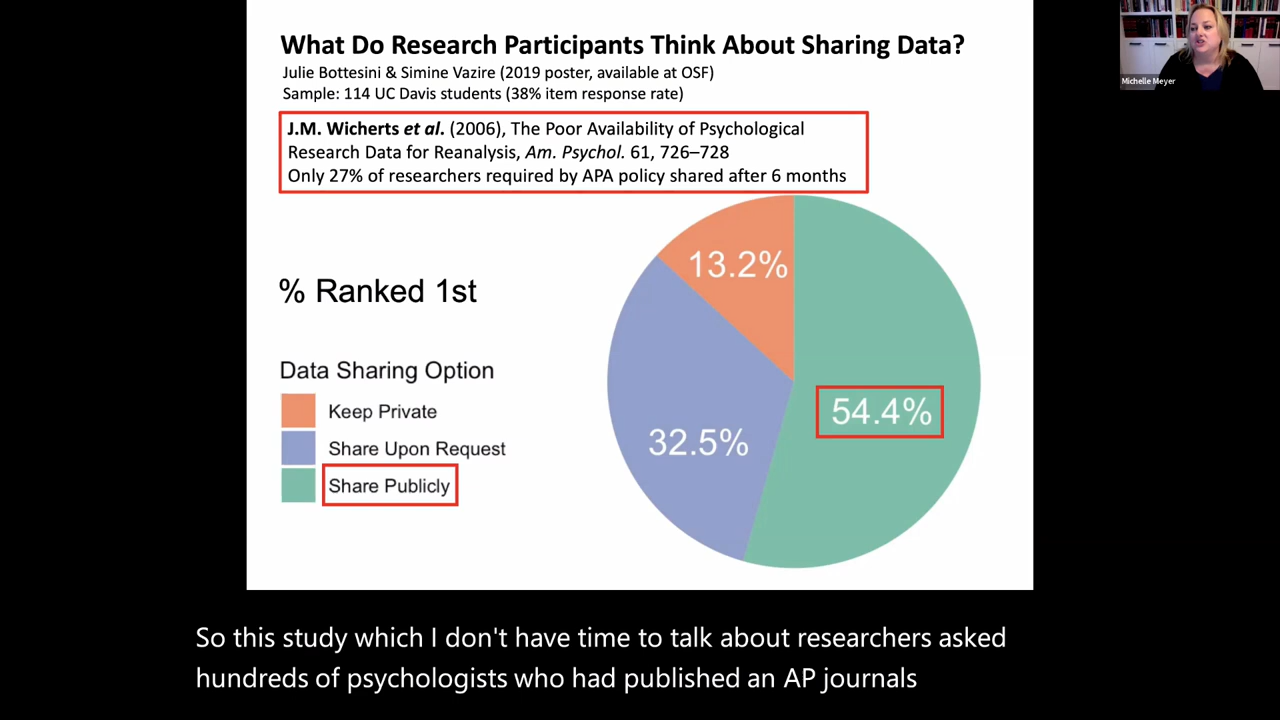 What Do Research Participants Think About Sharing Data?
Julie Bottesini & Simine Vazire (2019 poster, available at OSF)
Sample: 114 UC Davis students (38% item response rate)
J.M. Wicherts et al. (2006), The Poor Availability of Psychological
Research Data for Reanalysis, Am. Psychol. 61, 726–728
Only 27% of researchers required by APA policy shared after 6 months
% Ranked 1st
Data Sharing Option
Keep Private
Share Upon Request
Share Publicly
13.2%
32.5%
54.4%
Michelle Meyer
So this study which I don't have time to talk about researchers asked
hundreds of psychologists who had published an AP journals